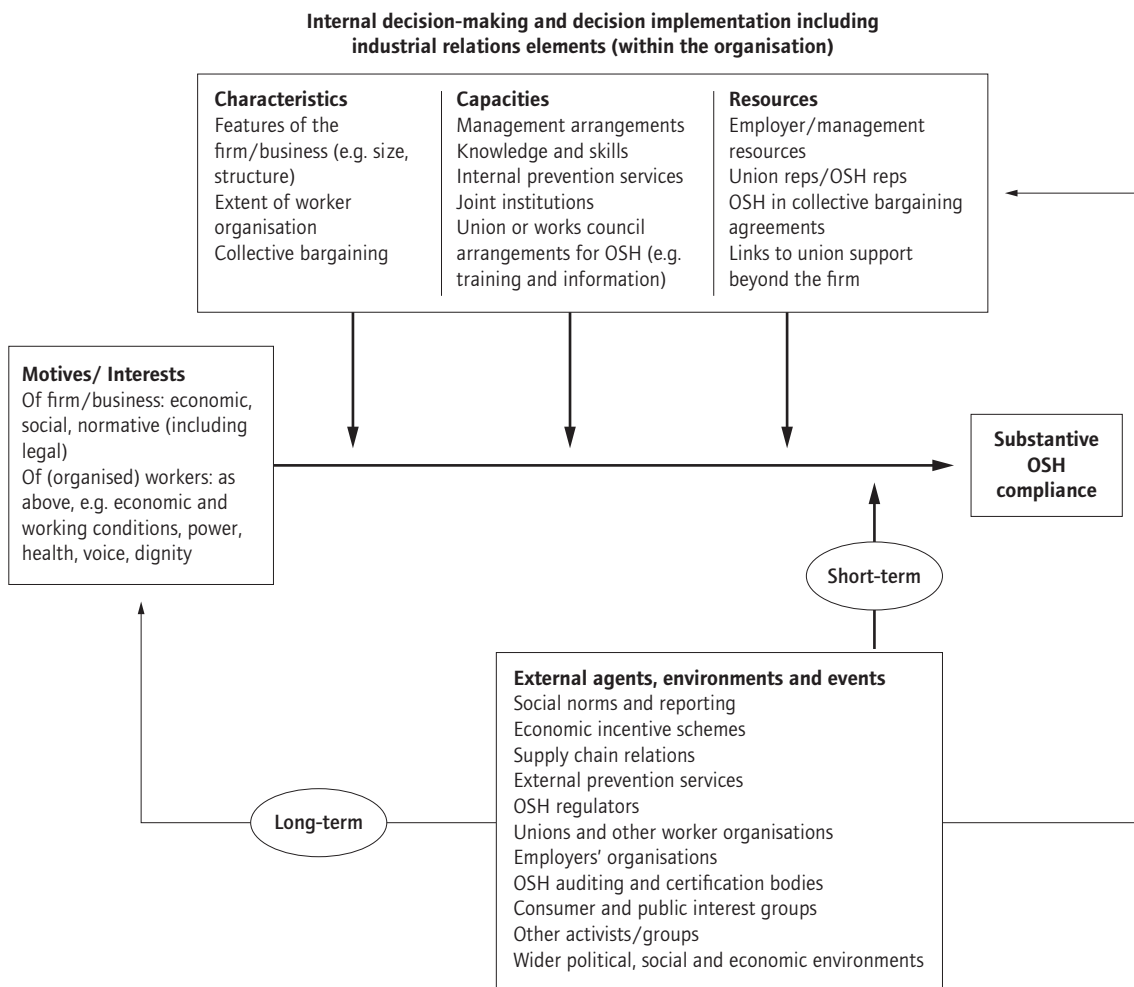 Internal decision-making and decision implementation including
industrial relations elements (within the organisation)
Characteristics
Features of the
firm/business (e.g. size,
structure)
Extent of worker
organisation
Collective bargaining
Capacities
Management arrangements
Knowledge and skills
Internal prevention services
Joint institutions
Union or works council
arrangements for OSH (e.g.
training and information)
Resources
Employer/management
resources
Union reps/OSH reps
OSH in collective bargaining
agreements
Links to union support
beyond the firm
Motives/ Interests
Of firm/business: economic,
social, normative (including
legal)
Of (organised) workers: as
above, e.g. economic and
working conditions, power,
health, voice, dignity
Substantive
OSH
compliance
Short-term
External agents, environments and events
Social norms and reporting
Economic incentive schemes
Supply chain relations
External prevention services
OSH regulators
Unions and other worker organisations
Employers’ organisations
OSH auditing and certification bodies
Consumer and public interest groups
Other activists/groups
Wider political, social and economic environments
Long-term